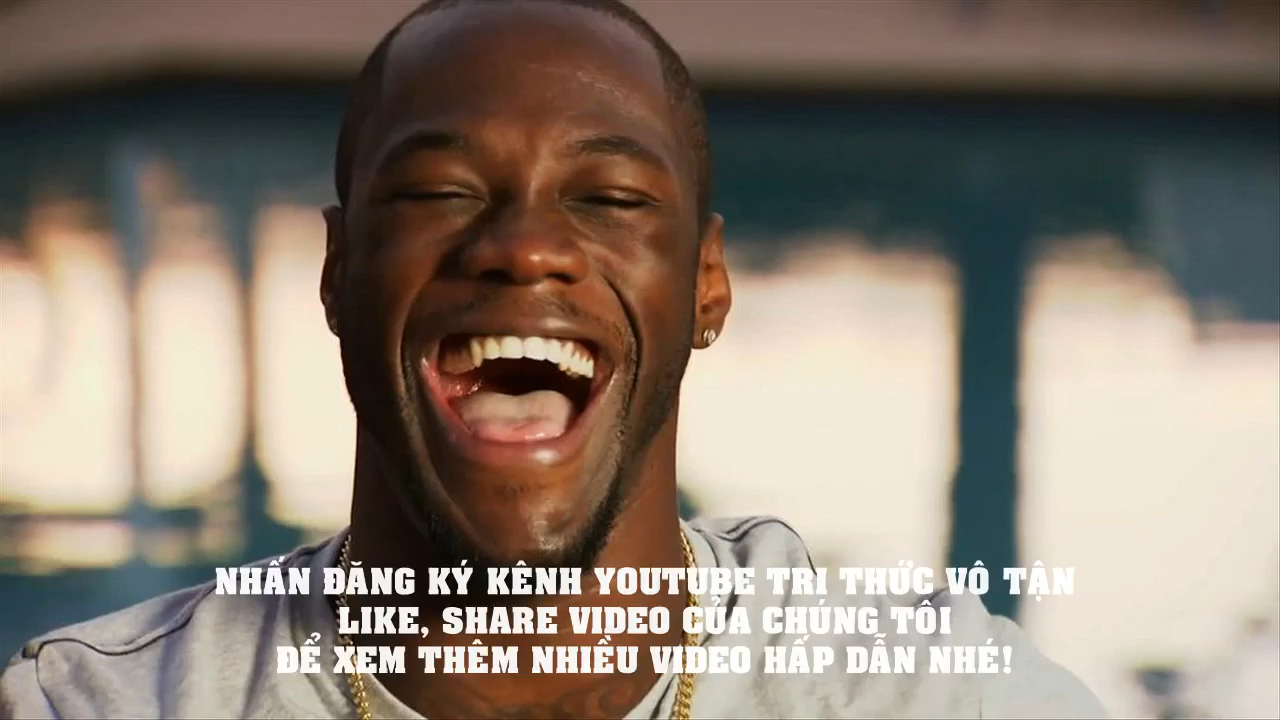 NHẤN ĐĂNG KÝ KÊNH YOUTUBE TRI THỨC VÔ TẬN
LIKE, SHARE VIDEO CỦA CHÚNG TÔI
ĐỂ XEM THÊM NHIỀU VIDEO HẤP DẪN NHÉ!